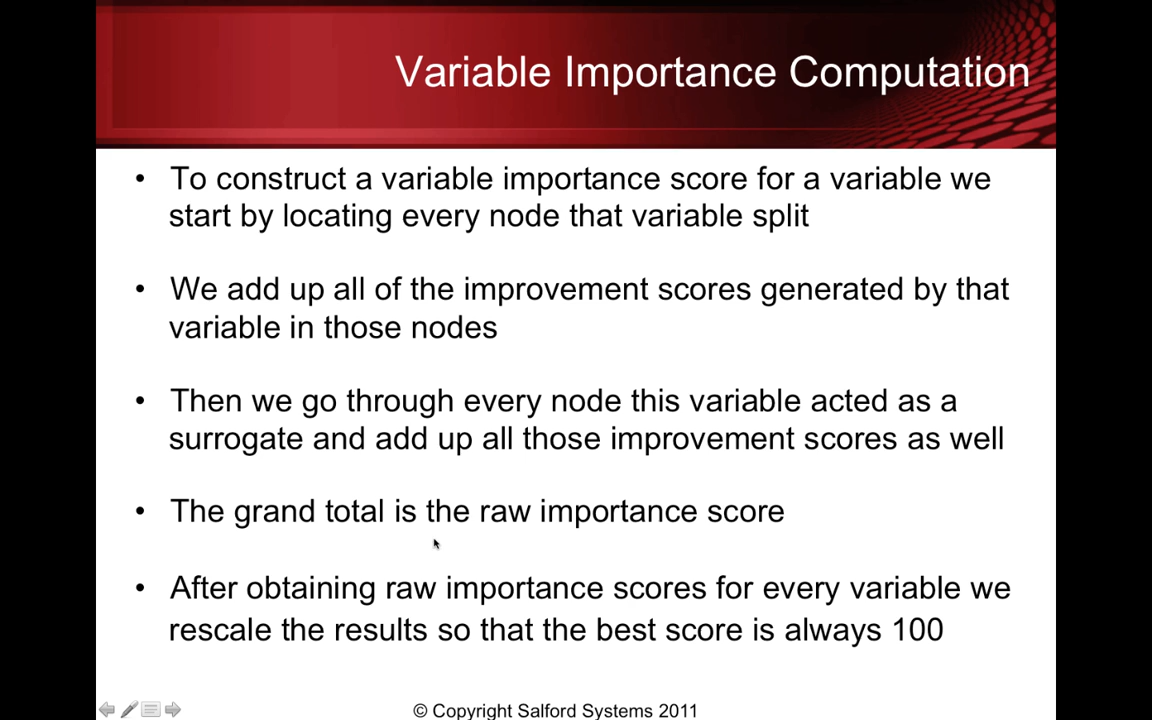 Variable Importance Computation
• To construct a variable importance score for a variable we
start by locating every node that variable split
• We add up all of the improvement scores generated by that
variable in those nodes
• Then we go through every node this variable acted as a
surrogate and add up all those improvement scores as well
• The grand total is the raw importance score
• After obtaining raw importance scores for every variable we
rescale the results so that the best score is always 100
© Copyright Salford Systems 2011